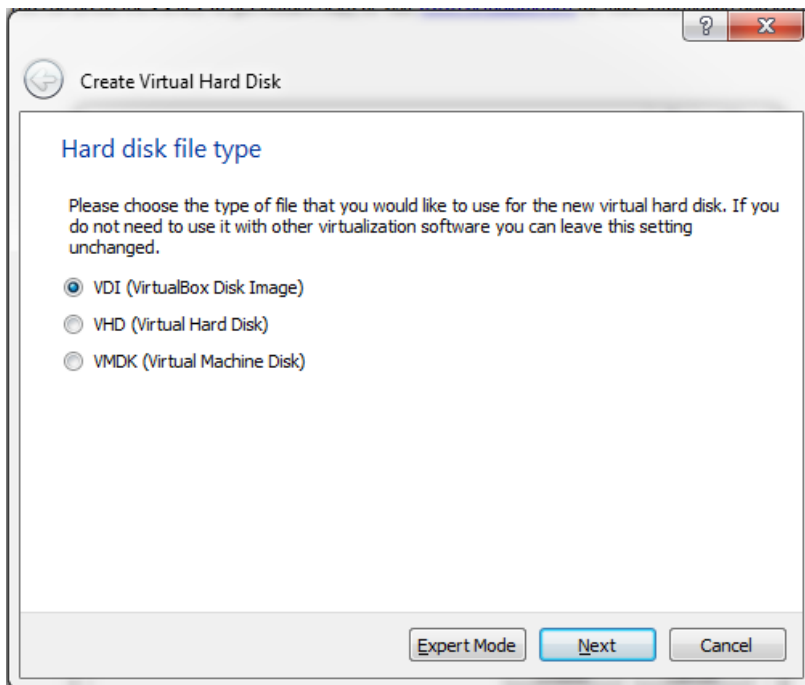 ?
Create Virtual Hard Disk
Hard disk file type
Please choose the type of file that you would like to use for the new virtual hard disk. If you
do not need to use it with other virtualization software you can leave this setting
unchanged.
VDI (VirtualBox Disk Image)
VHD (Virtual Hard Disk)
VMDK (Virtual Machine Disk)
Expert Mode Next Cancel